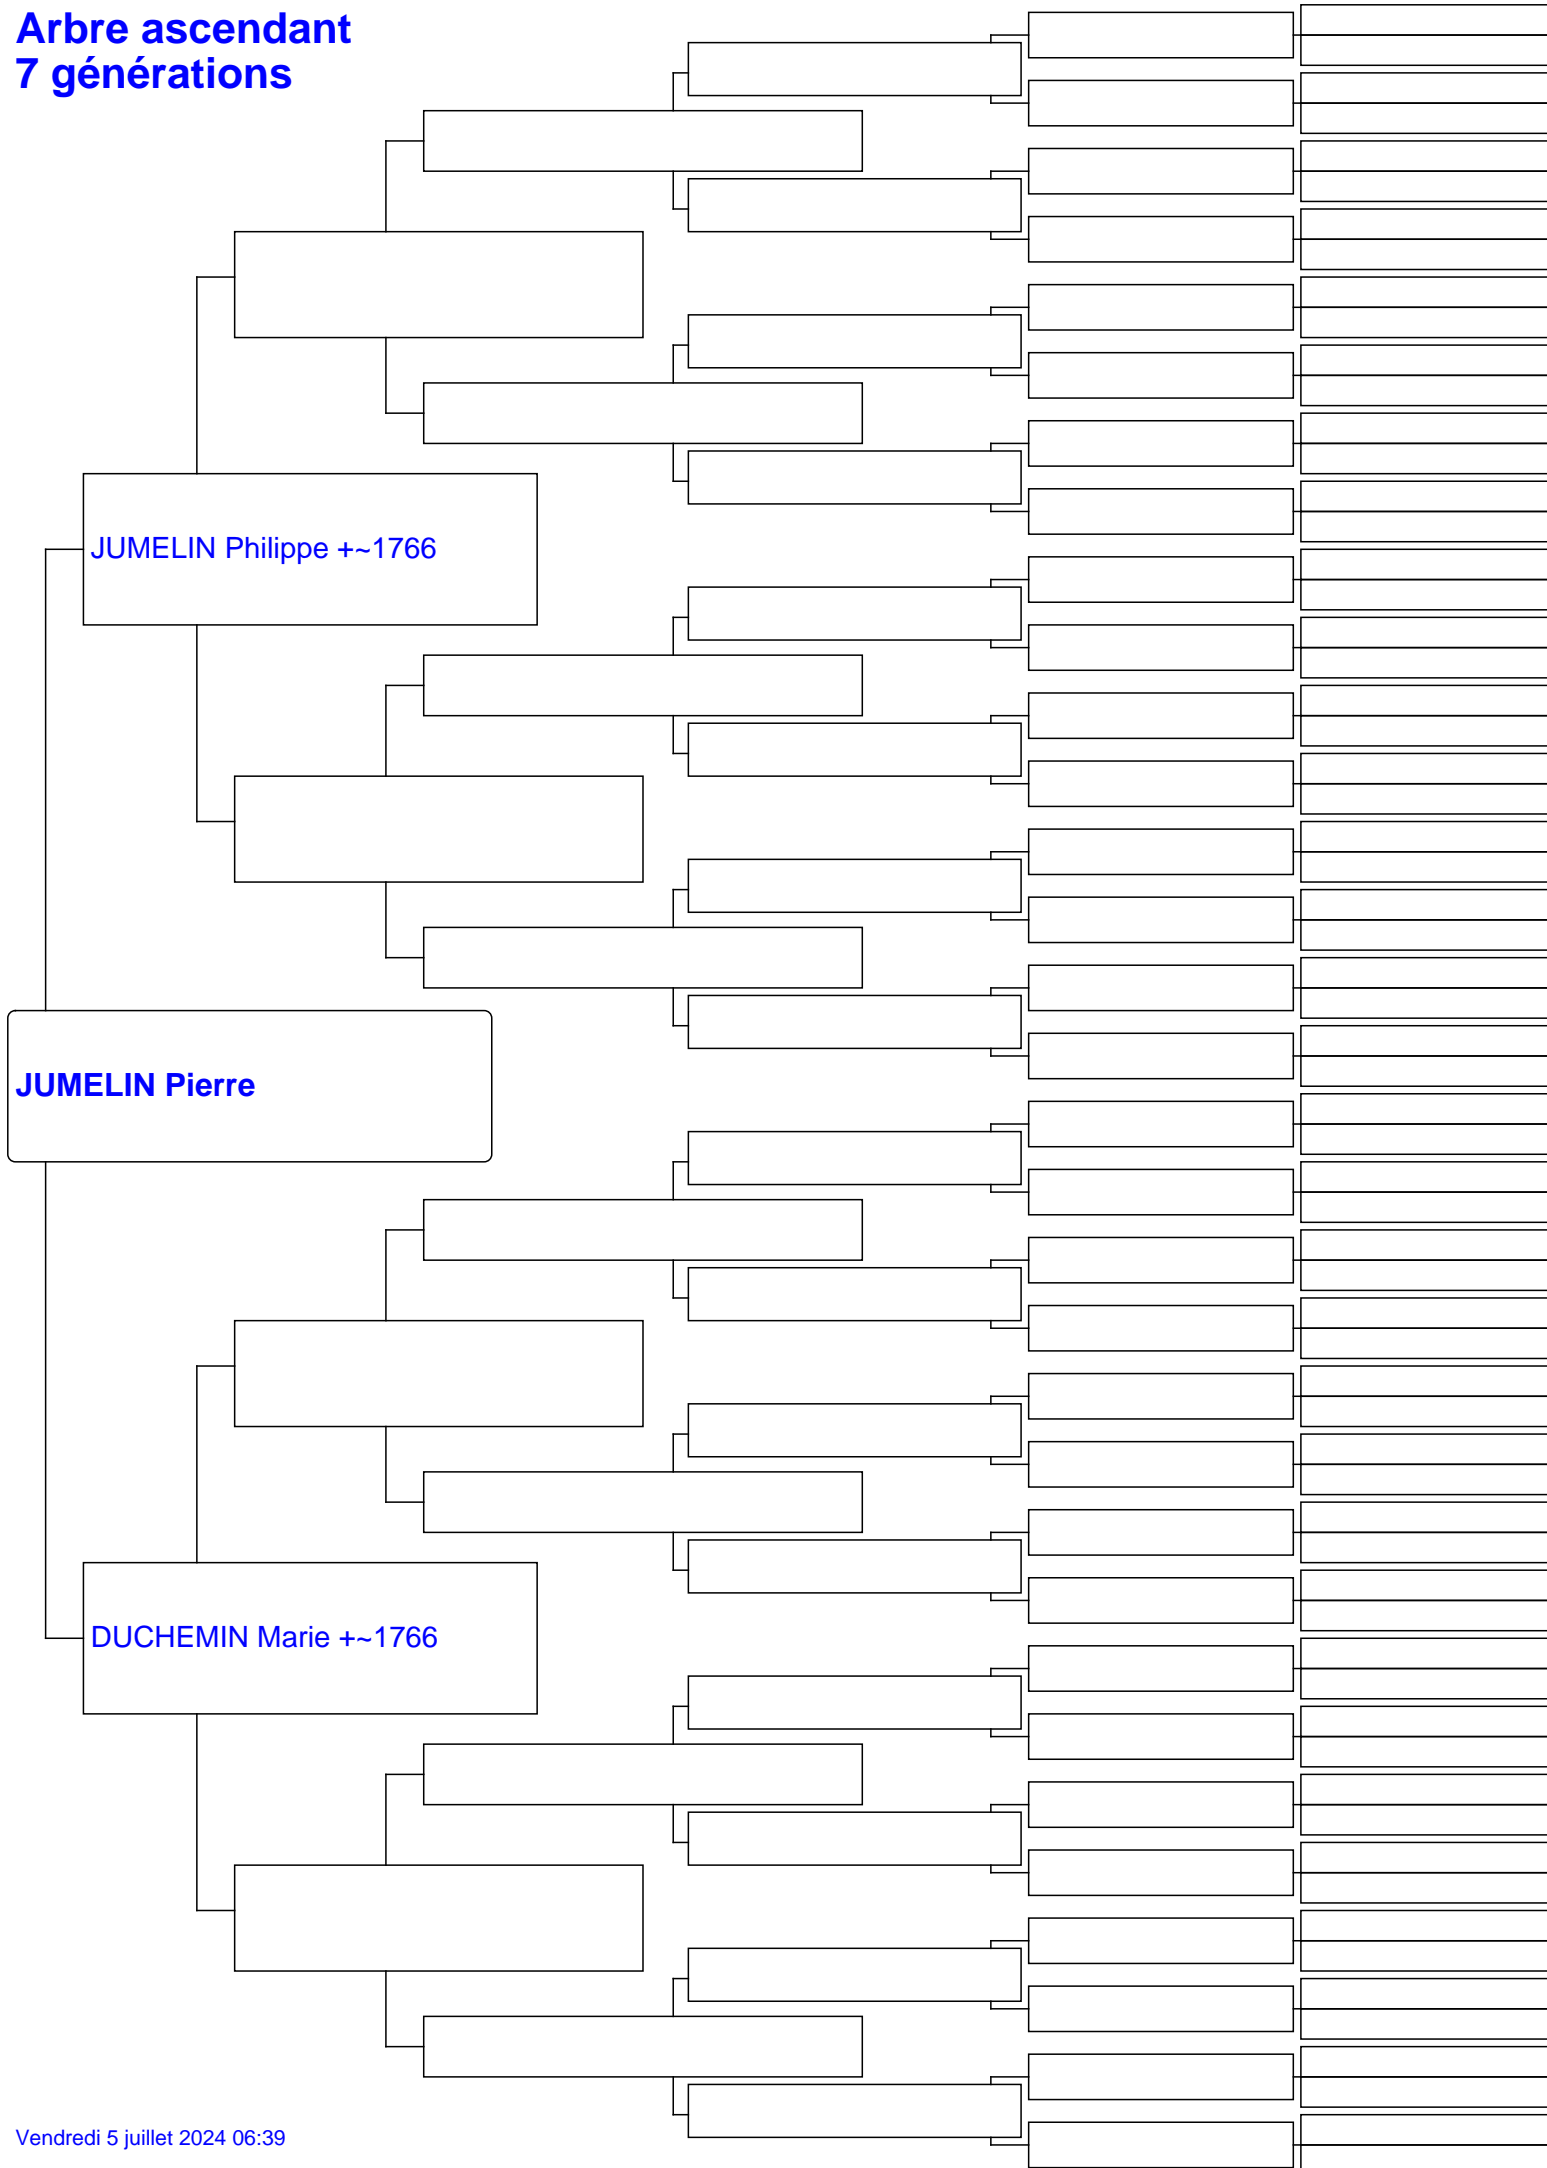 Arbre ascendant
7 générations
JUMELIN Philippe +~1766
JUMELIN Pierre
DUCHEMIN Marie +~1766
Vendredi 5 juillet 2024 06:39